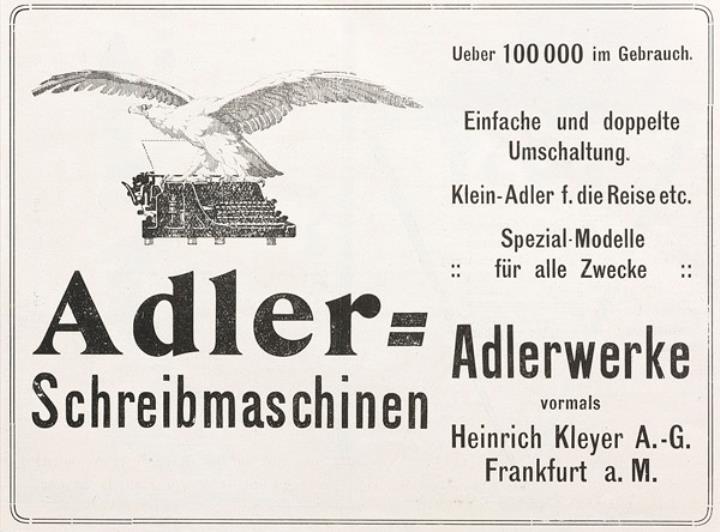 Adler=
Schreibmaschinen
Ueber 100 000 im Gebrauch.
Einfache und doppelte
Umschaltung.
Klein-Adler f. die Reise etc.
Spezial-Modelle
:: für alle Zwecke ::
Adlerwerke
vormals
Heinrich Kleyer A.-G.
Frankfurt a. M.